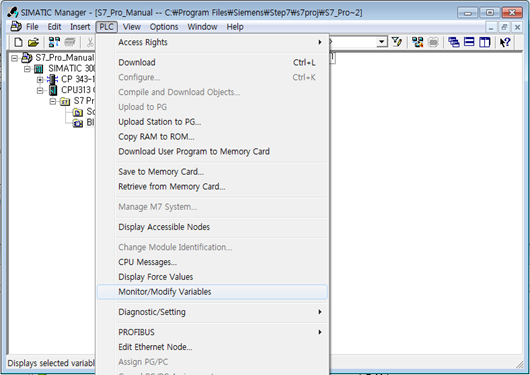 SIMATIC Manager - [S7_Pro_Manual -- C:₩Program Files₩Siemens₩Step7₩s7proj₩S7_Pro~2]
File Edit Insert PLC View Options Window Help
S7_Pro_Manual
SIMATIC 30
CP 343-1
CPU313
S7 Pr
So
Bl
Access Rights
Download Ctrl+L
Configure... Ctrl+K
Compile and Download Objects...
Upload to PG
Upload Station to PG...
Copy RAM to ROM...
Download User Program to Memory Card
Save to Memory Card...
Retrieve from Memory Card...
Manage M7 System...
Display Accessible Nodes
Change Module Identification...
CPU Messages...
Display Force Values
Monitor/Modify Variables
Diagnostic/Setting
PROFIBUS
Edit Ethernet Node...
Assign PG/PC
Displays selected variabl